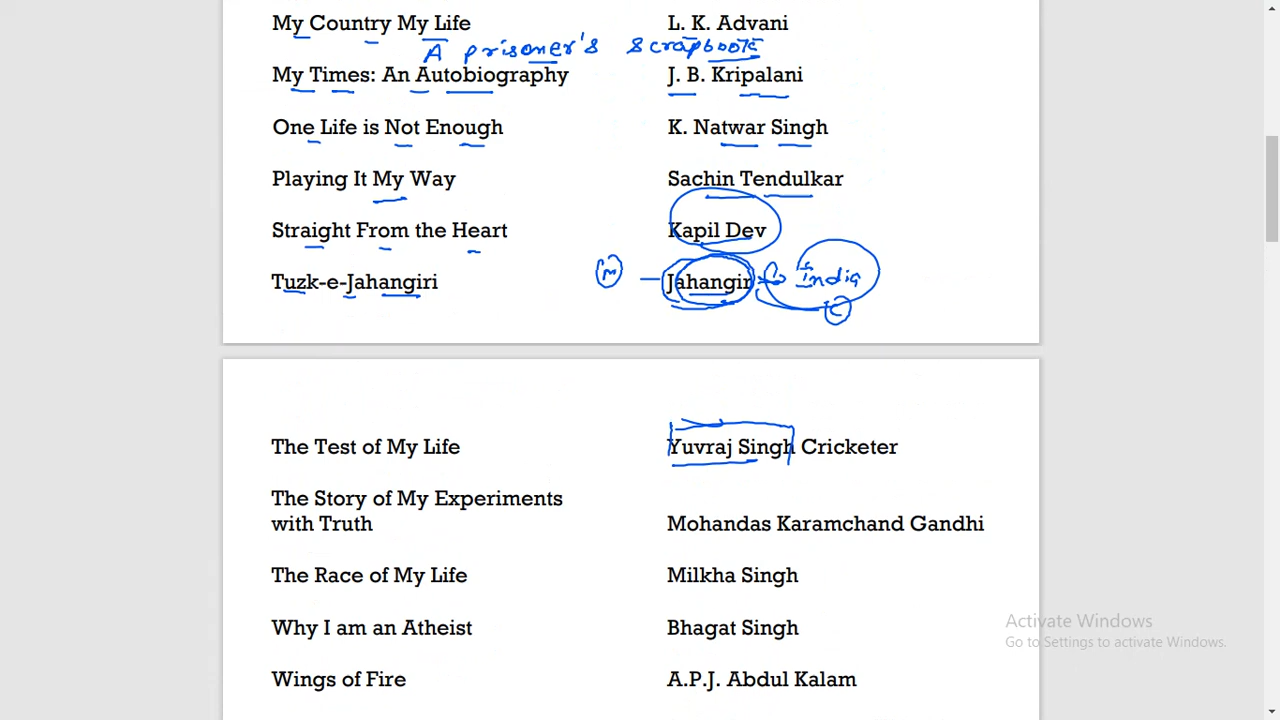 My Country My Life L. K. Advani
A prisoner's scrapbook
My Times: An Autobiography J. B. Kripalani
One Life is Not Enough K. Natwar Singh
Playing It My Way Sachin Tendulkar
Straight From the Heart Kapil Dev
Tuzk-e-Jahangiri M Jahangir India
C
The Test of My Life Yuvraj Singh Cricketer
The Story of My Experiments
with Truth Mohandas Karamchand Gandhi
The Race of My Life Milkha Singh
Why I am an Atheist Bhagat Singh
Wings of Fire A.P.J. Abdul Kalam
Activate Windows
Go to Settings to activate Windows.